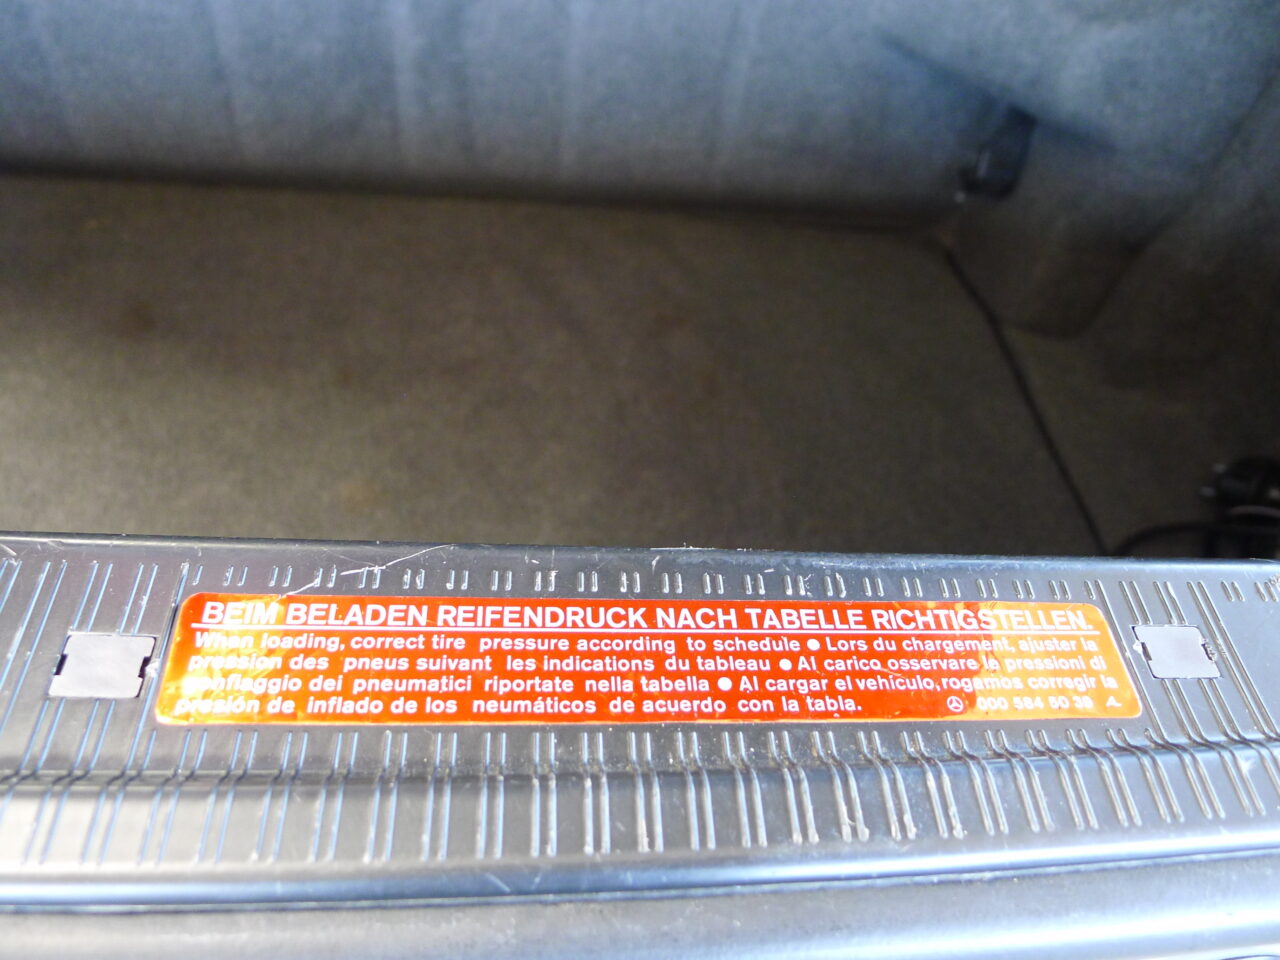 BEIM BELADEN REIFENDRUCK NACH TABELLE RICHTIGSTELLEN.
When loading, correct tire pressure according to schedule ● Lors du chargement, ajuster la
pression des pneus suivant les indications du tableau ● Al carico osservare le pressioni di
gonfiaggio dei pneumatici riportate nella tabella ● Al cargar el vehículo, rogamos corregir la
presión de inflado de los neumáticos de acuerdo con la tabla. 000 584 60 39